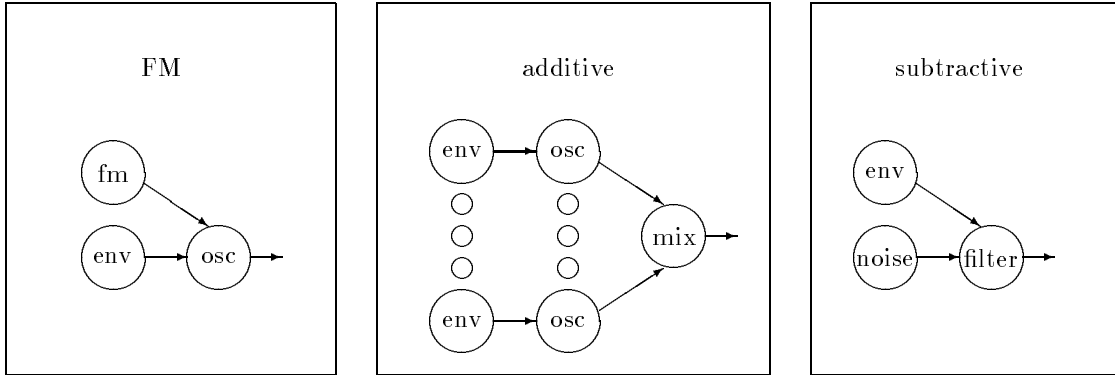 FM
fm
env osc
additive
env osc
mix
env osc
subtractive
env
noise filter